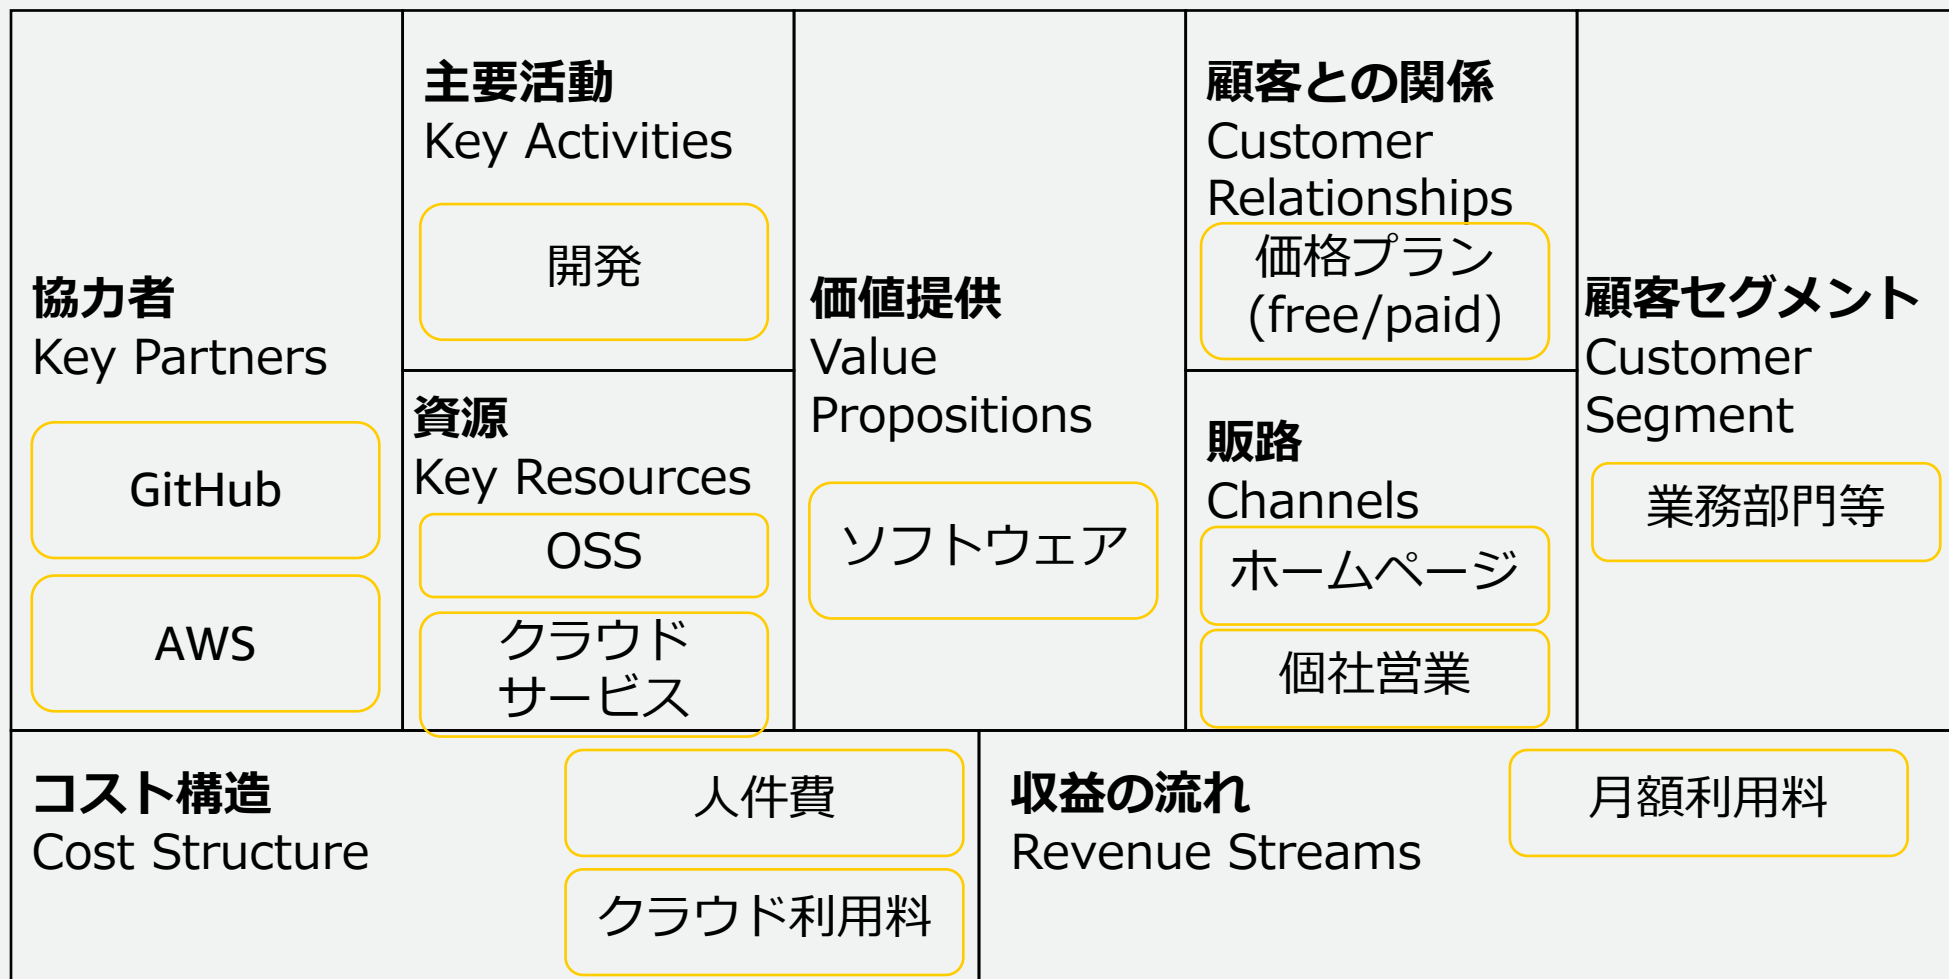 協力者
Key Partners
GitHub
AWS
主要活動
Key Activities
開発
資源
Key Resources
OSS
クラウド
サービス
価値提供
Value
Propositions
ソフトウェア
顧客との関係
Customer
Relationships
価格プラン
(free/paid)
販路
Channels
ホームページ
個社営業
顧客セグメント
Customer
Segment
業務部門等
コスト構造
Cost Structure
人件費
クラウド利用料
収益の流れ
Revenue Streams
月額利用料